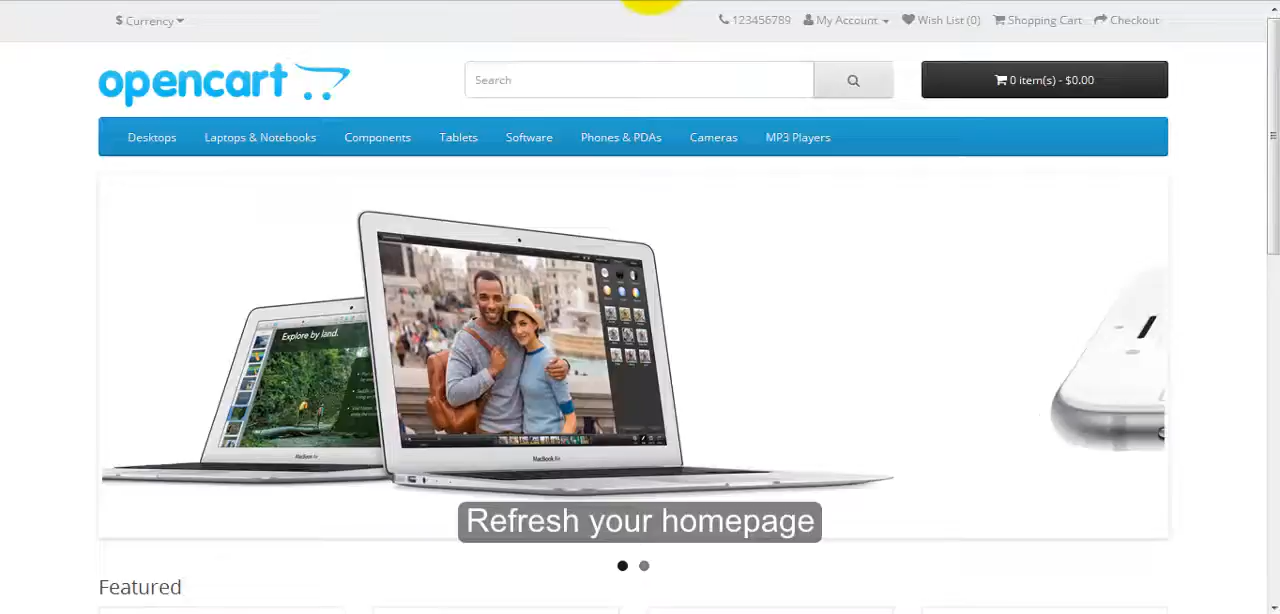 $ Currency
123456789
My Account
Wish List (0)
Shopping Cart
Checkout
opencart
Search
0 item(s) - $0.00
Desktops
Laptops & Notebooks
Components
Tablets
Software
Phones & PDAs
Cameras
MP3 Players
Explore by land.
MacBook Air
Refresh your homepage
Featured